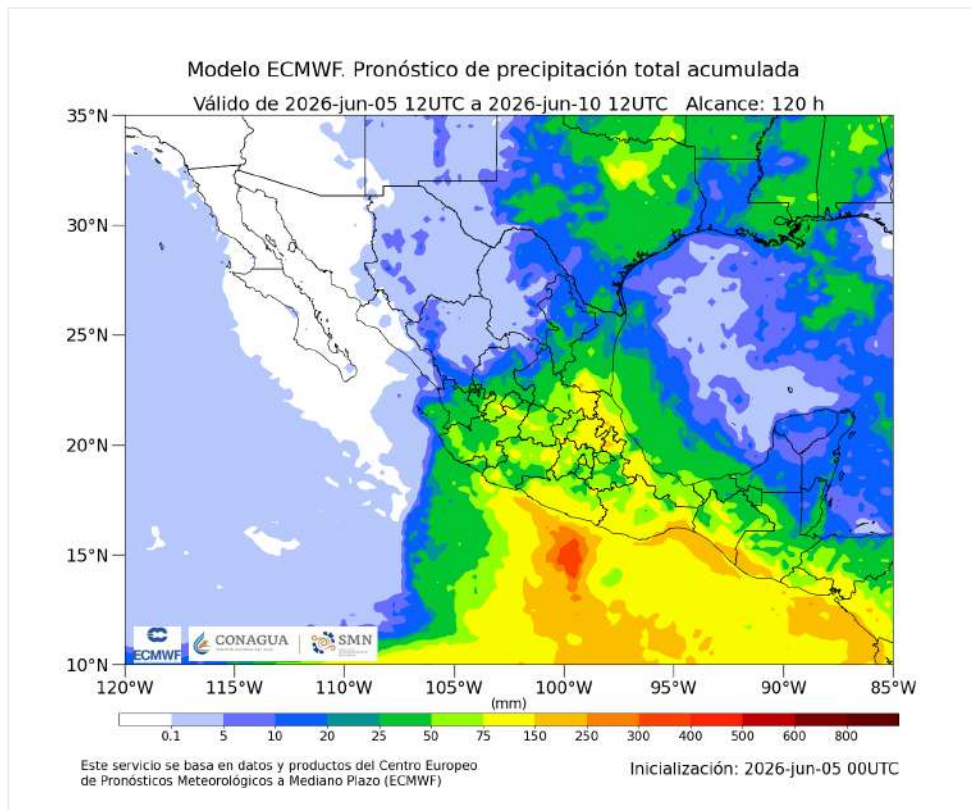 Modelo ECMWF. Pronóstico de precipitación total acumulada
Válido de 2026-jun-05 12UTC a 2026-jun-10 12UTC   Alcance: 120 h
35°N
30°N
25°N
20°N
15°N
10°N
ECMWF
CONAGUA
SMN
120°W 115°W 110°W 105°W 100°W 95°W 90°W 85°W
(mm)
0.1 5 10 20 25 50 75 150 250 300 400 500 600 800
Este servicio se basa en datos y productos del Centro Europeo
de Pronósticos Meteorológicos a Mediano Plazo (ECMWF)
Inicialización: 2026-jun-05 00UTC